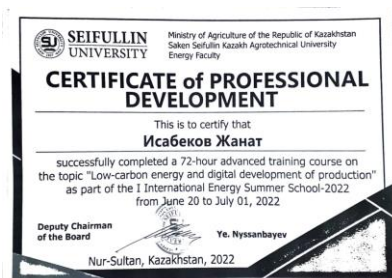 SEIFULLIN
UNIVERSITY
Ministry of Agriculture of the Republic of Kazakhstan
Saken Seifullin Kazakh Agrotechnical University
Energy Faculty
CERTIFICATE of PROFESSIONAL
DEVELOPMENT
This is to certify that
Исабеков Жанат
successfully completed a 72-hour advanced training course on
the topic "Low-carbon energy and digital development of production"
as part of the I International Energy Summer School-2022
from June 20 to July 01, 2022
Deputy Chairman
of the Board
Ye. Nyssanbayev
Nur-Sultan, Kazakhstan, 2022